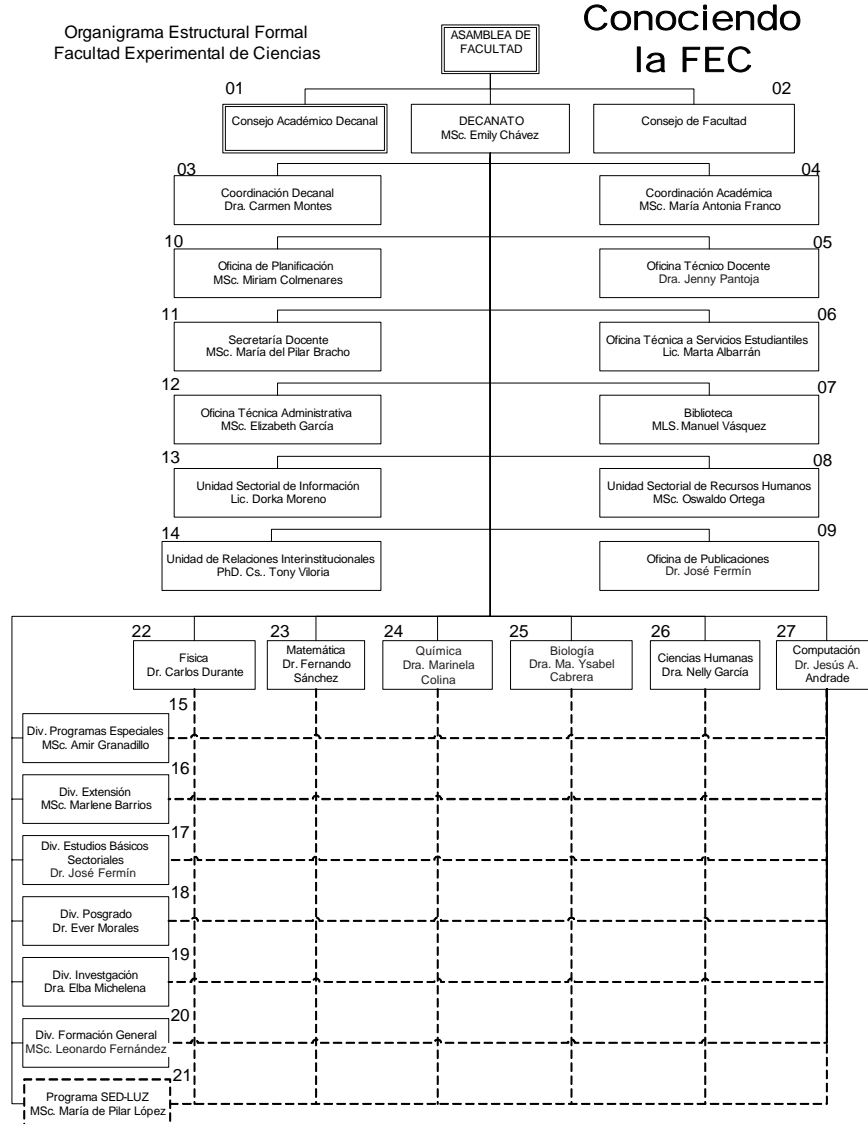 Organigrama Estructural Formal
Facultad Experimental de Ciencias
Conociendo
la FEC
ASAMBLEA DE
FACULTAD
01
02
Consejo Académico Decanal
DECANATO
MSc. Emily Chávez
Consejo de Facultad
03
04
Coordinación Decanal
Dra. Carmen Montes
Coordinación Académica
MSc. María Antonia Franco
10
05
Oficina de Planificación
MSc. Miriam Colmenares
Oficina Técnico Docente
Dra. Jenny Pantoja
11
06
Secretaría Docente
MSc. María del Pilar Bracho
Oficina Técnica a Servicios Estudiantiles
Lic. Marta Albarrán
12
07
Oficina Técnica Administrativa
MSc. Elizabeth García
Biblioteca
MLS. Manuel Vásquez
13
08
Unidad Sectorial de Información
Lic. Dorka Moreno
Unidad Sectorial de Recursos Humanos
MSc. Oswaldo Ortega
14
09
Unidad de Relaciones Interinstitucionales
PhD. Cs.. Tony Viloria
Oficina de Publicaciones
Dr. José Fermín
22
23
24
25
26
27
Fisica
Dr. Carlos Durante
Matemática
Dr. Fernando
Sánchez
Química
Dra. Marinela
Colina
Biología
Dra. Ma. Ysabel
Cabrera
Ciencias Humanas
Dra. Nelly García
Computación
Dr. Jesús A.
Andrade
15
Div. Programas Especiales
MSc. Amir Granadillo
16
Div. Extensión
MSc. Marlene Barrios
17
Div. Estudios Básicos
Sectoriales
Dr. José Fermín
18
Div. Posgrado
Dr. Ever Morales
19
Div. Investgación
Dra. Elba Michelena
20
Div. Formación General
MSc. Leonardo Fernández
21
Programa SED-LUZ
MSc. María de Pilar López